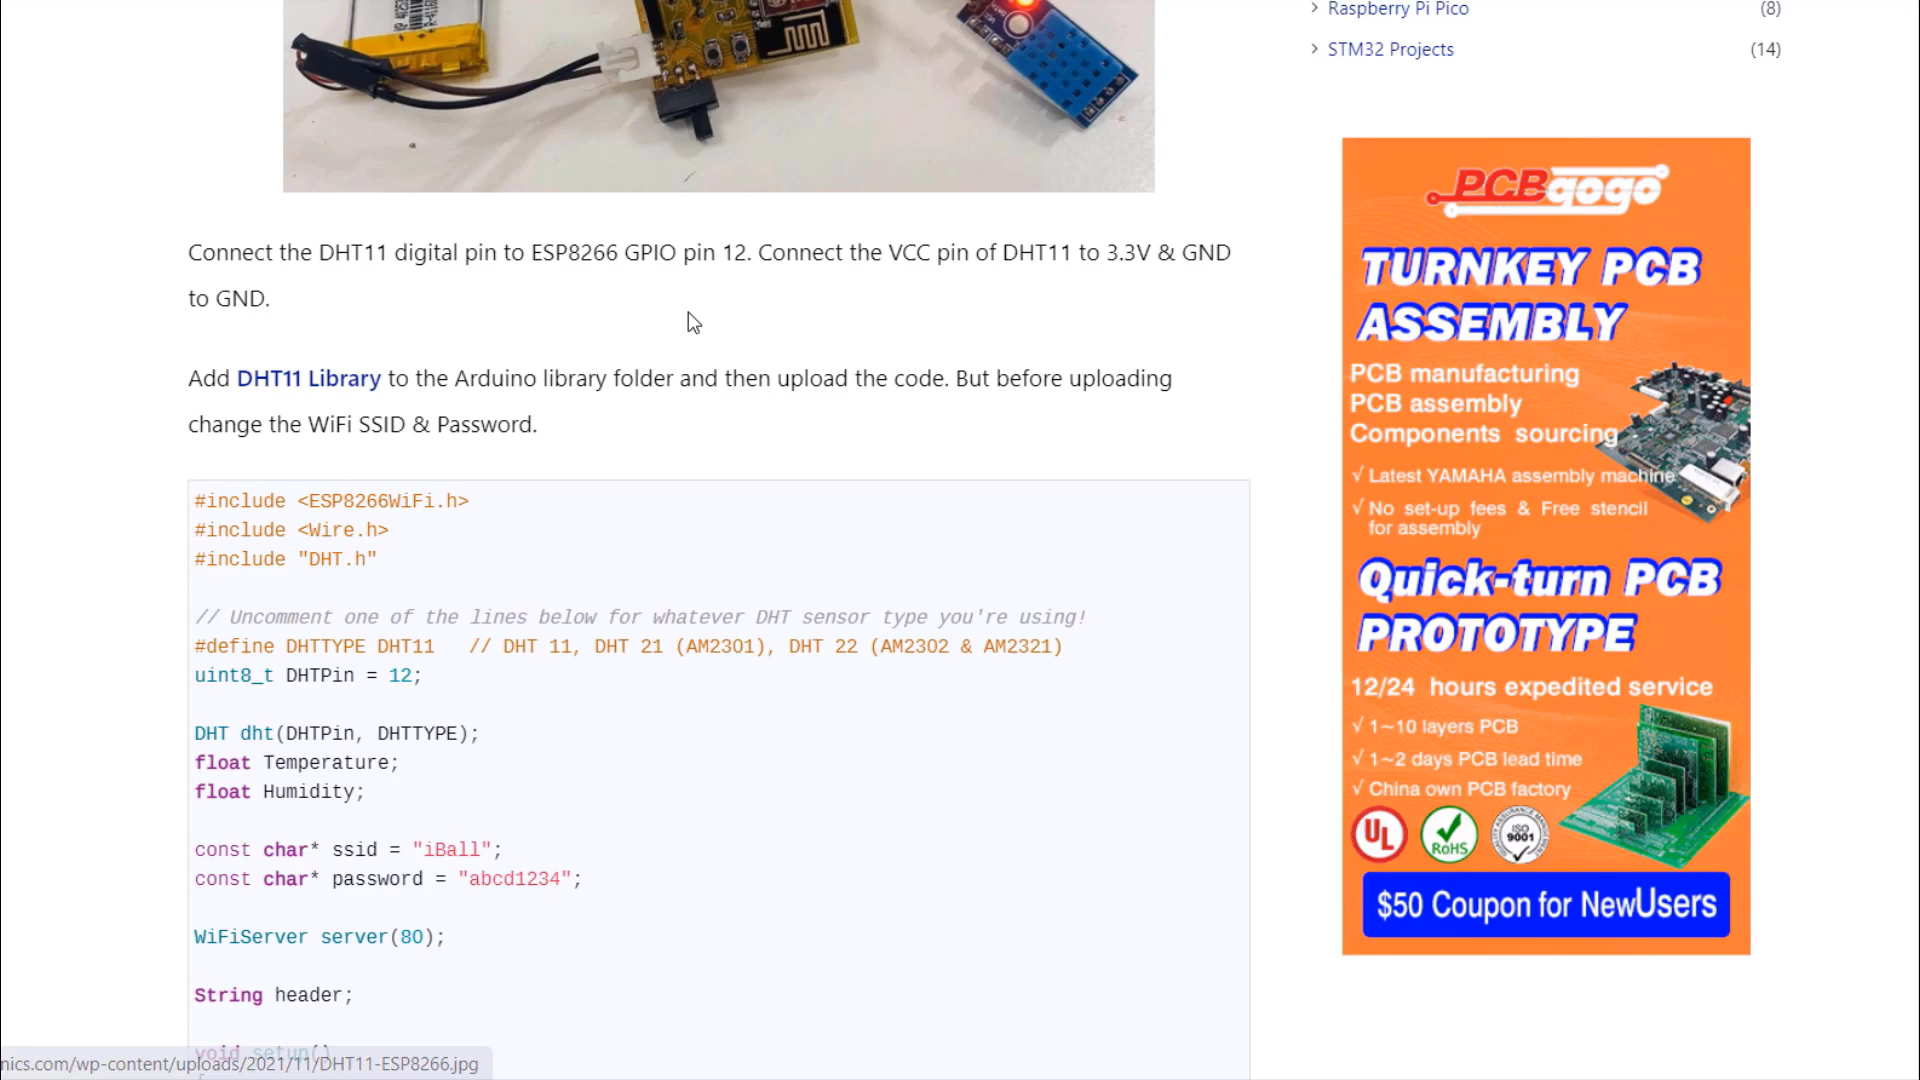 Raspberry Pi Pico (8)
STM32 Projects (14)
Connect the DHT11 digital pin to ESP8266 GPIO pin 12. Connect the VCC pin of DHT11 to 3.3V & GND
to GND.
Add DHT11 Library to the Arduino library folder and then upload the code. But before uploading
change the WiFi SSID & Password.
#include <ESP8266WiFi.h>
#include <Wire.h>
#include "DHT.h"
// Uncomment one of the lines below for whatever DHT sensor type you're using!
#define DHTTYPE DHT11 // DHT 11, DHT 21 (AM2301), DHT 22 (AM2302 & AM2321)
uint8_t DHTPin = 12;
DHT dht(DHTPin, DHTTYPE);
float Temperature;
float Humidity;
const char* ssid = "iBall";
const char* password = "abcd1234";
WiFiServer server(80);
String header;
void setup()
nics.com/wp-content/uploads/2021/11/DHT11-ESP8266.jpg
PCBgogo
TURNKEY PCB
ASSEMBLY
PCB manufacturing
PCB assembly
Components sourcing
√ Latest YAMAHA assembly machine
√ No set-up fees & Free stencil
for assembly
Quick-turn PCB
PROTOTYPE
12/24 hours expedited service
√ 1~10 layers PCB
√ 1~2 days PCB lead time
√ China own PCB factory
UL
RoHS
ISO
9001
$50 Coupon for NewUsers